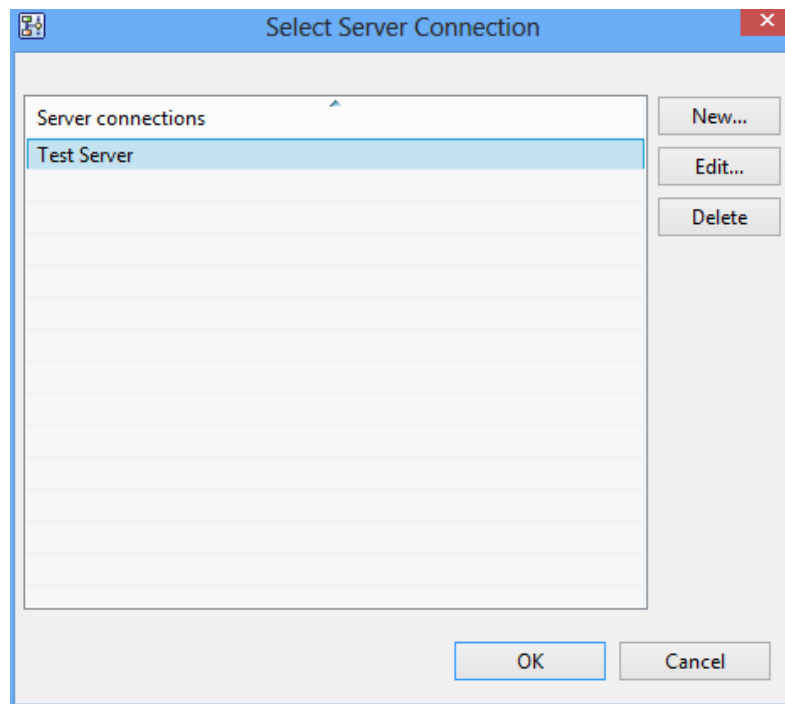 Select Server Connection
Server connections
Test Server
New...
Edit...
Delete
OK
Cancel